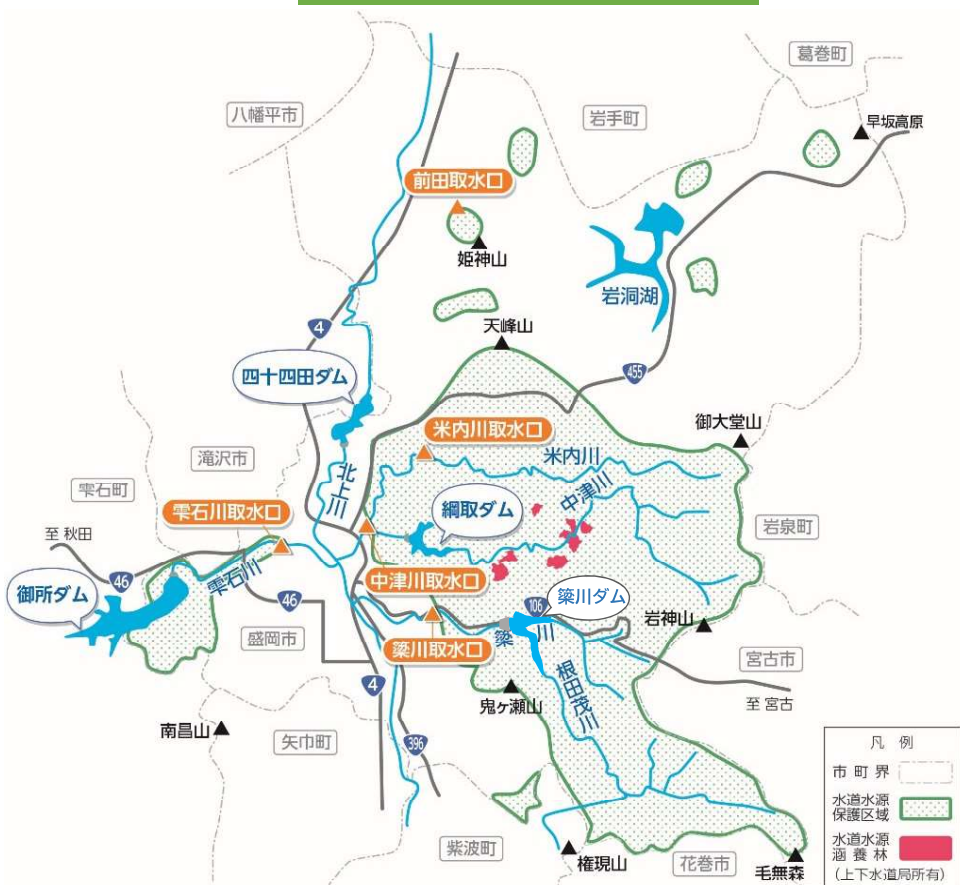 葛巻町
八幡平市
岩手町
早坂高原
前田取水口
姫神山
岩洞湖
天峰山
4
四十四田ダム
455
米内川取水口
御大堂山
米内川
滝沢市
北上川
中津川
雫石町
綱取ダム
雫石川取水口
岩泉町
至 秋田
46
雫石川
中津川取水口
御所ダム
46
106
簗川ダム
簗川
岩神山
盛岡市
簗川取水口
宮古市
根田茂川
4
鬼ヶ瀬山
至 宮古
南昌山
矢巾町
396
凡 例
市 町 界
水道水源
保護区域
水道水源
涵 養 林
(上下水道局所有)
紫波町
権現山
花巻市
毛無森